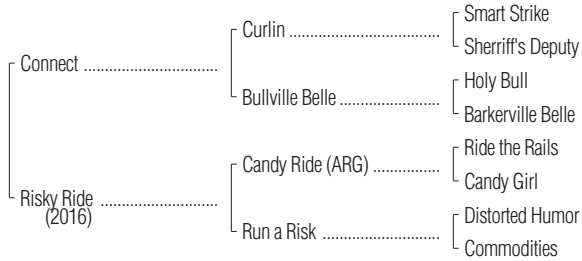 Smart Strike
Curlin
Sherriff's Deputy
Connect
Holy Bull
Bullville Belle
Barkerville Belle
Ride the Rails
Candy Ride (ARG)
Candy Girl
Risky Ride
(2016)
Distorted Humor
Run a Risk
Commodities